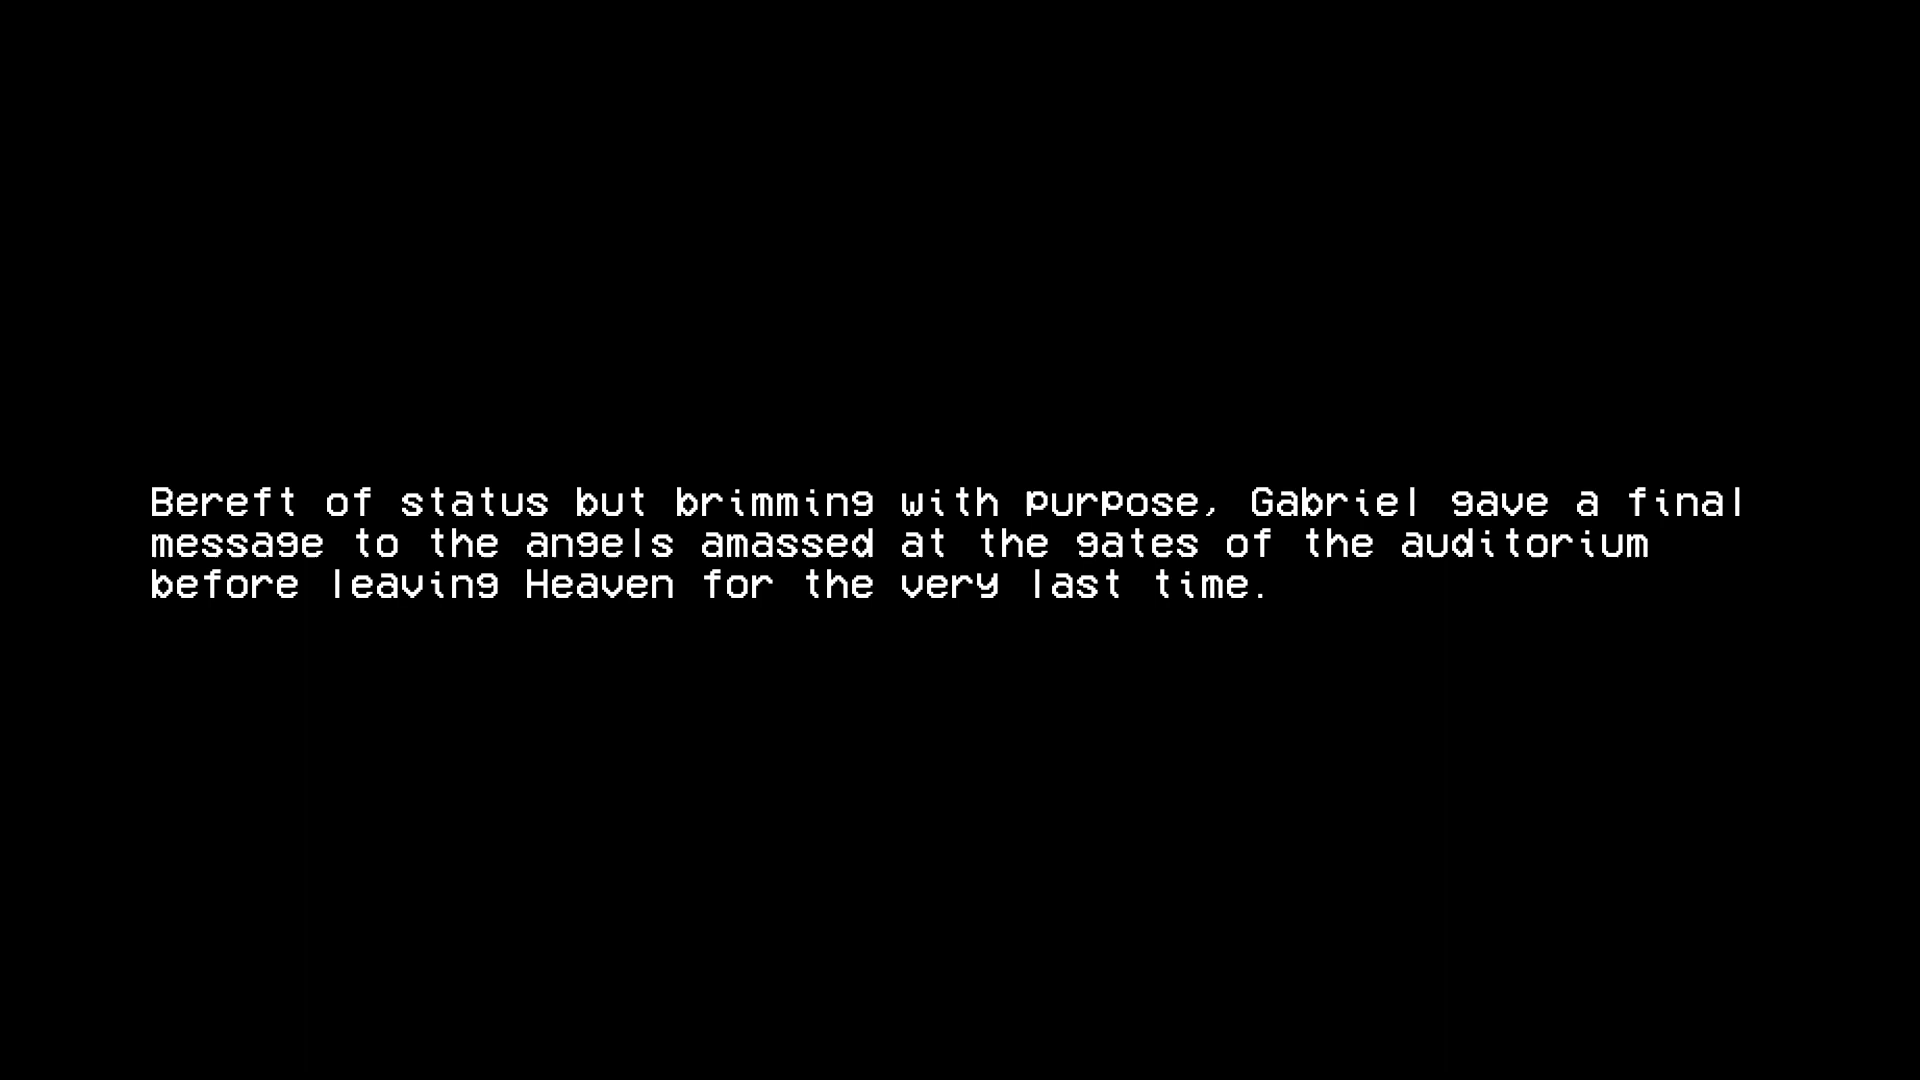 Bereft of status but brimming with purpose, Gabriel gave a final
message to the angels amassed at the gates of the auditorium
before leaving Heaven for the very last time.